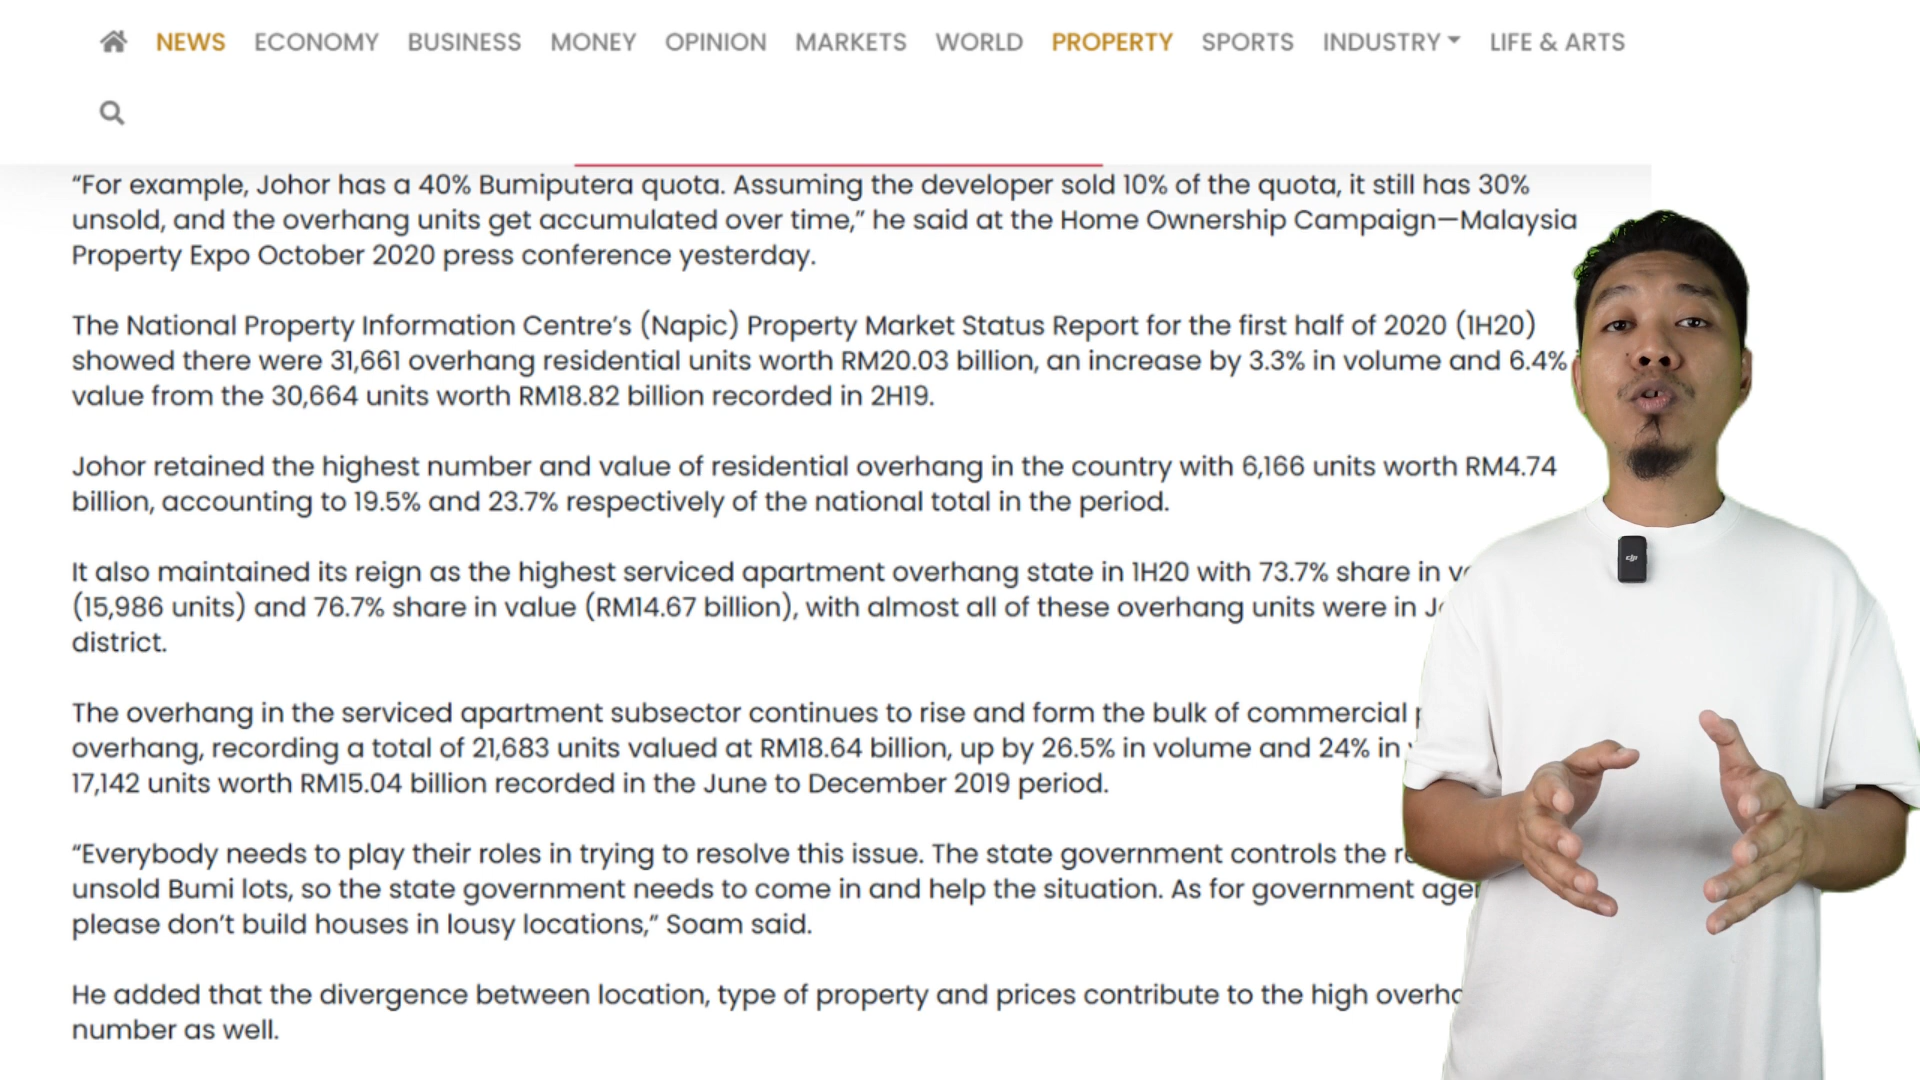 NEWS ECONOMY BUSINESS MONEY OPINION MARKETS WORLD PROPERTY SPORTS INDUSTRY LIFE & ARTS
“For example, Johor has a 40% Bumiputera quota. Assuming the developer sold 10% of the quota, it still has 30%
unsold, and the overhang units get accumulated over time,” he said at the Home Ownership Campaign—Malaysia
Property Expo October 2020 press conference yesterday.
The National Property Information Centre’s (Napic) Property Market Status Report for the first half of 2020 (1H20)
showed there were 31,661 overhang residential units worth RM20.03 billion, an increase by 3.3% in volume and 6.4%
value from the 30,664 units worth RM18.82 billion recorded in 2H19.
Johor retained the highest number and value of residential overhang in the country with 6,166 units worth RM4.74
billion, accounting to 19.5% and 23.7% respectively of the national total in the period.
It also maintained its reign as the highest serviced apartment overhang state in 1H20 with 73.7% share in
(15,986 units) and 76.7% share in value (RM14.67 billion), with almost all of these overhang units were in
district.
The overhang in the serviced apartment subsector continues to rise and form the bulk of commercial
overhang, recording a total of 21,683 units valued at RM18.64 billion, up by 26.5% in volume and 24% in
17,142 units worth RM15.04 billion recorded in the June to December 2019 period.
“Everybody needs to play their roles in trying to resolve this issue. The state government controls the
unsold Bumi lots, so the state government needs to come in and help the situation. As for government
please don’t build houses in lousy locations,” Soam said.
He added that the divergence between location, type of property and prices contribute to the high
number as well.
dji